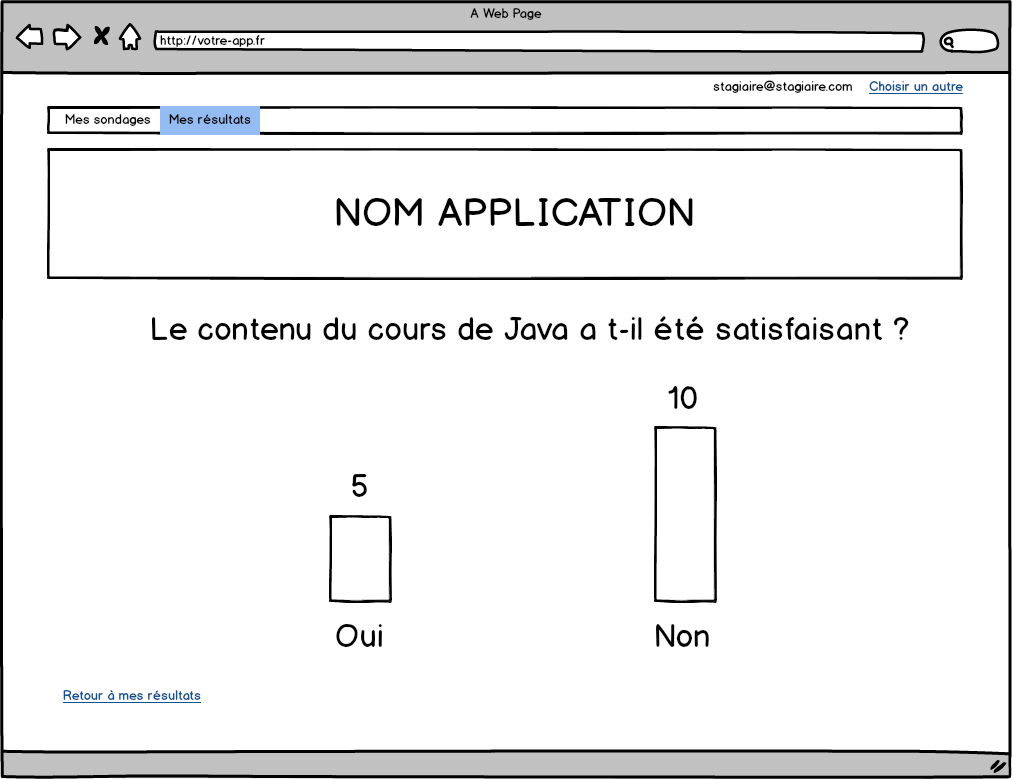 A Web Page
http://votre-app.fr
stagiaire@stagiaire.com Choisir un autre
Mes sondages Mes résultats
NOM APPLICATION
Le contenu du cours de Java a t-il été satisfaisant ?
10
5
Oui Non
Retour à mes résultats